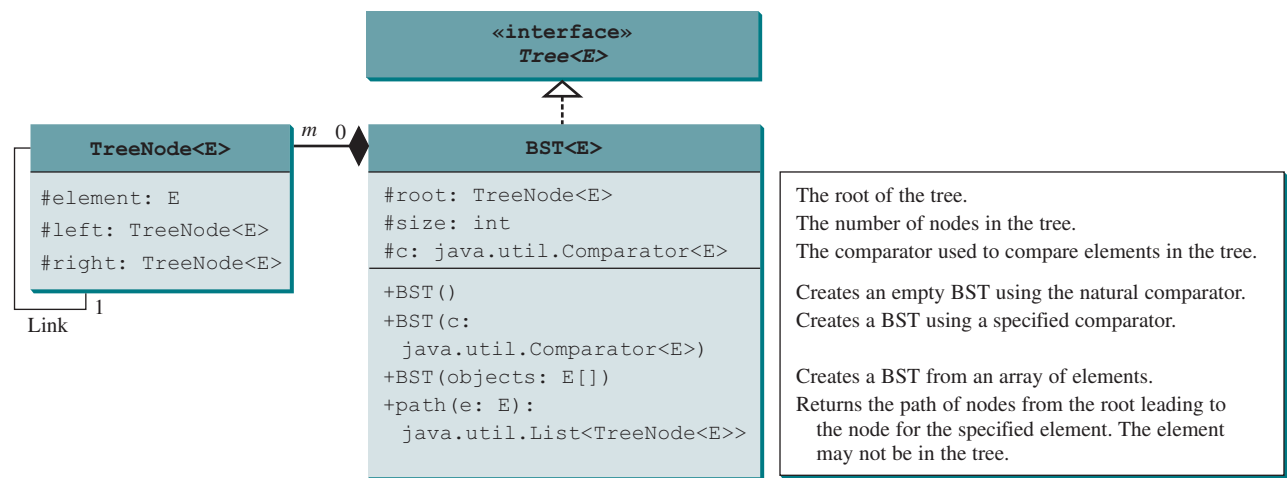 «interface»
Tree<E>
m 0
TreeNode<E>
#element: E
#left: TreeNode<E>
#right: TreeNode<E>
1
Link
BST<E>
#root: TreeNode<E>
#size: int
#c: java.util.Comparator<E>
+BST()
+BST(c:
java.util.Comparator<E>)
+BST(objects: E[])
+path(e: E):
java.util.List<TreeNode<E>>
The root of the tree.
The number of nodes in the tree.
The comparator used to compare elements in the tree.
Creates an empty BST using the natural comparator.
Creates a BST using a specified comparator.
Creates a BST from an array of elements.
Returns the path of nodes from the root leading to
the node for the specified element. The element
may not be in the tree.